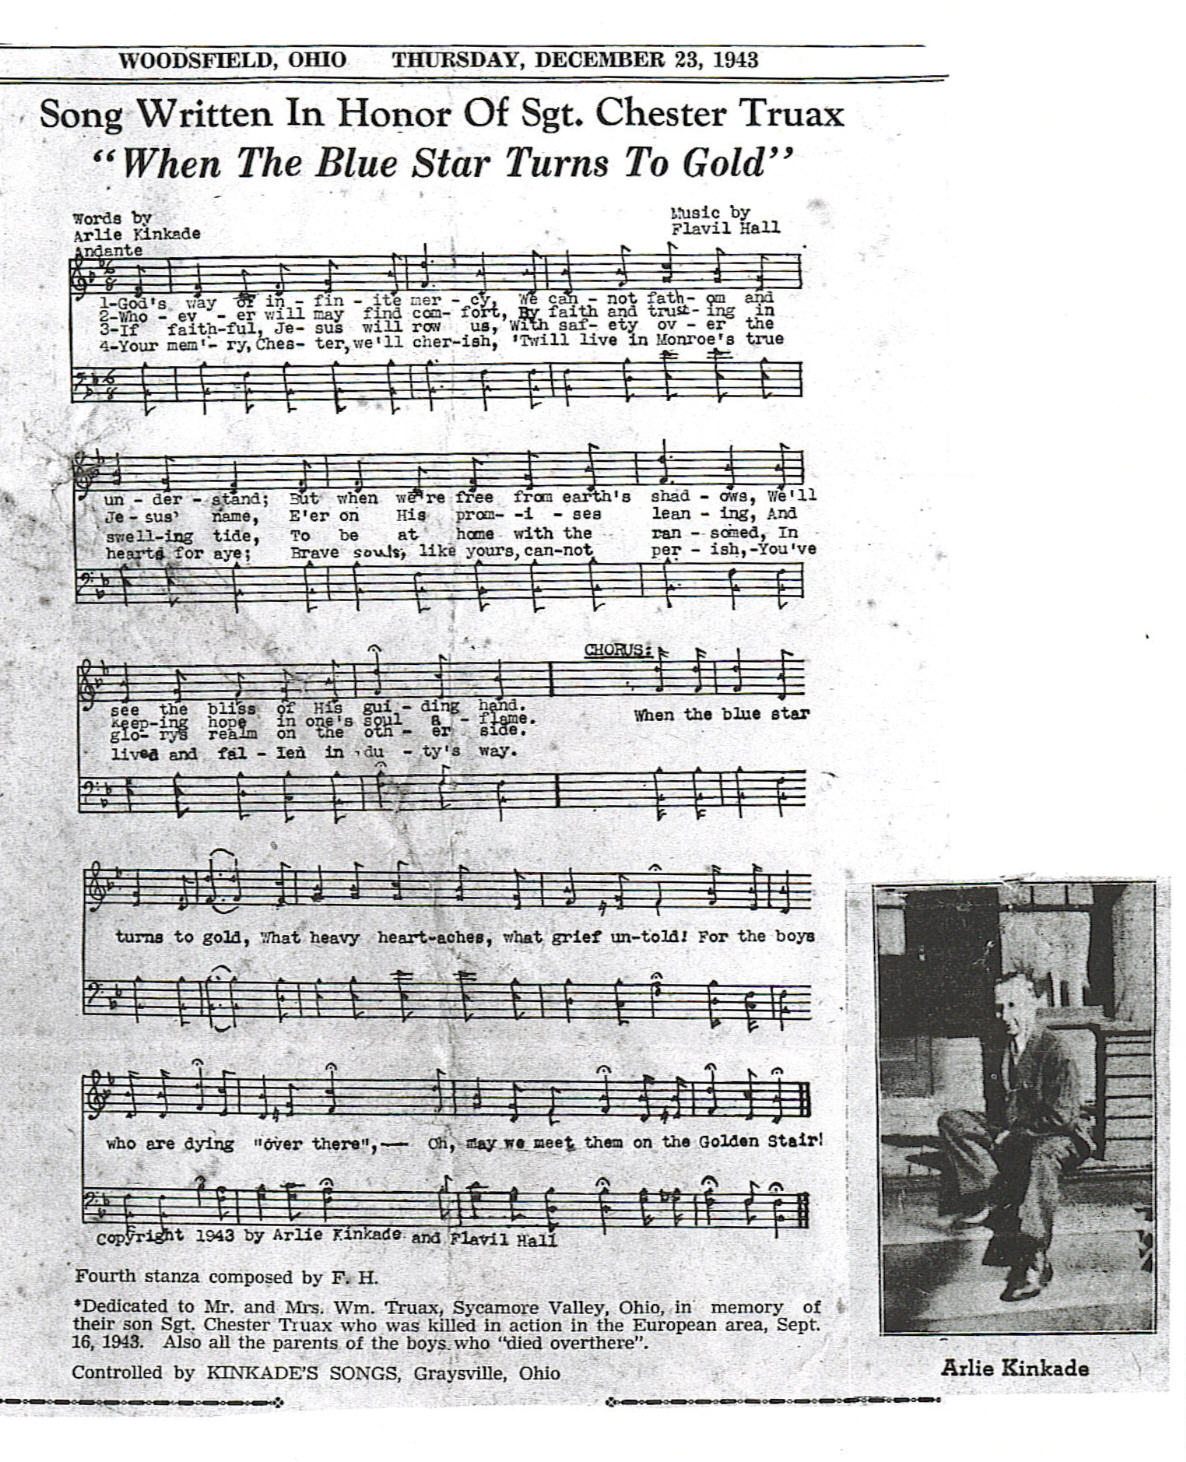 WOODSFIELD, OHIO THURSDAY, DECEMBER 23, 1943
Song Written In Honor Of Sgt. Chester Truax
“When The Blue Star Turns To Gold”
Words by
Arlie Kinkade
Andante
Music by
Flavil Hall
1-God's way of in - fin - ite mer - cy, We can - not fath- om and
2-Who - ev - er will may find com- fort, By faith and trust- ing in
3-If faith-ful, Je- sus will row us, With saf- ety ov - er the
4-Your mem'- ry, Ches- ter, we'll cher-ish, 'Twill live in Monroe's true
un - der - stand; But when we're free from earth's shad - ows, We'll
Je- sus' name, E'er on His prom- -i - ses lean - ing, And
swell-ing tide, To be at home with the ran - somed, In
hearts for aye; Brave souls, like yours, can-not per - ish,-You've
CHORUS:
see the bliss of His gui - ding hand. When the blue star
keep-ing hope in one's soul a - flame.
glo- rys realm on the oth - er side.
lived and fal - len in du - ty's way.
turns to gold, What heavy heart-aches, what grief un-told! For the boys
who are dying "over there",— Oh, may we meet them on the Golden Stair!
Copyright 1943 by Arlie Kinkade and Flavil Hall
Fourth stanza composed by F. H.
*Dedicated to Mr. and Mrs. Wm. Truax, Sycamore Valley, Ohio, in memory of
their son Sgt. Chester Truax who was killed in action in the European area, Sept.
16, 1943. Also all the parents of the boys who “died overthere”.
Controlled by KINKADE'S SONGS, Graysville, Ohio
Arlie Kinkade